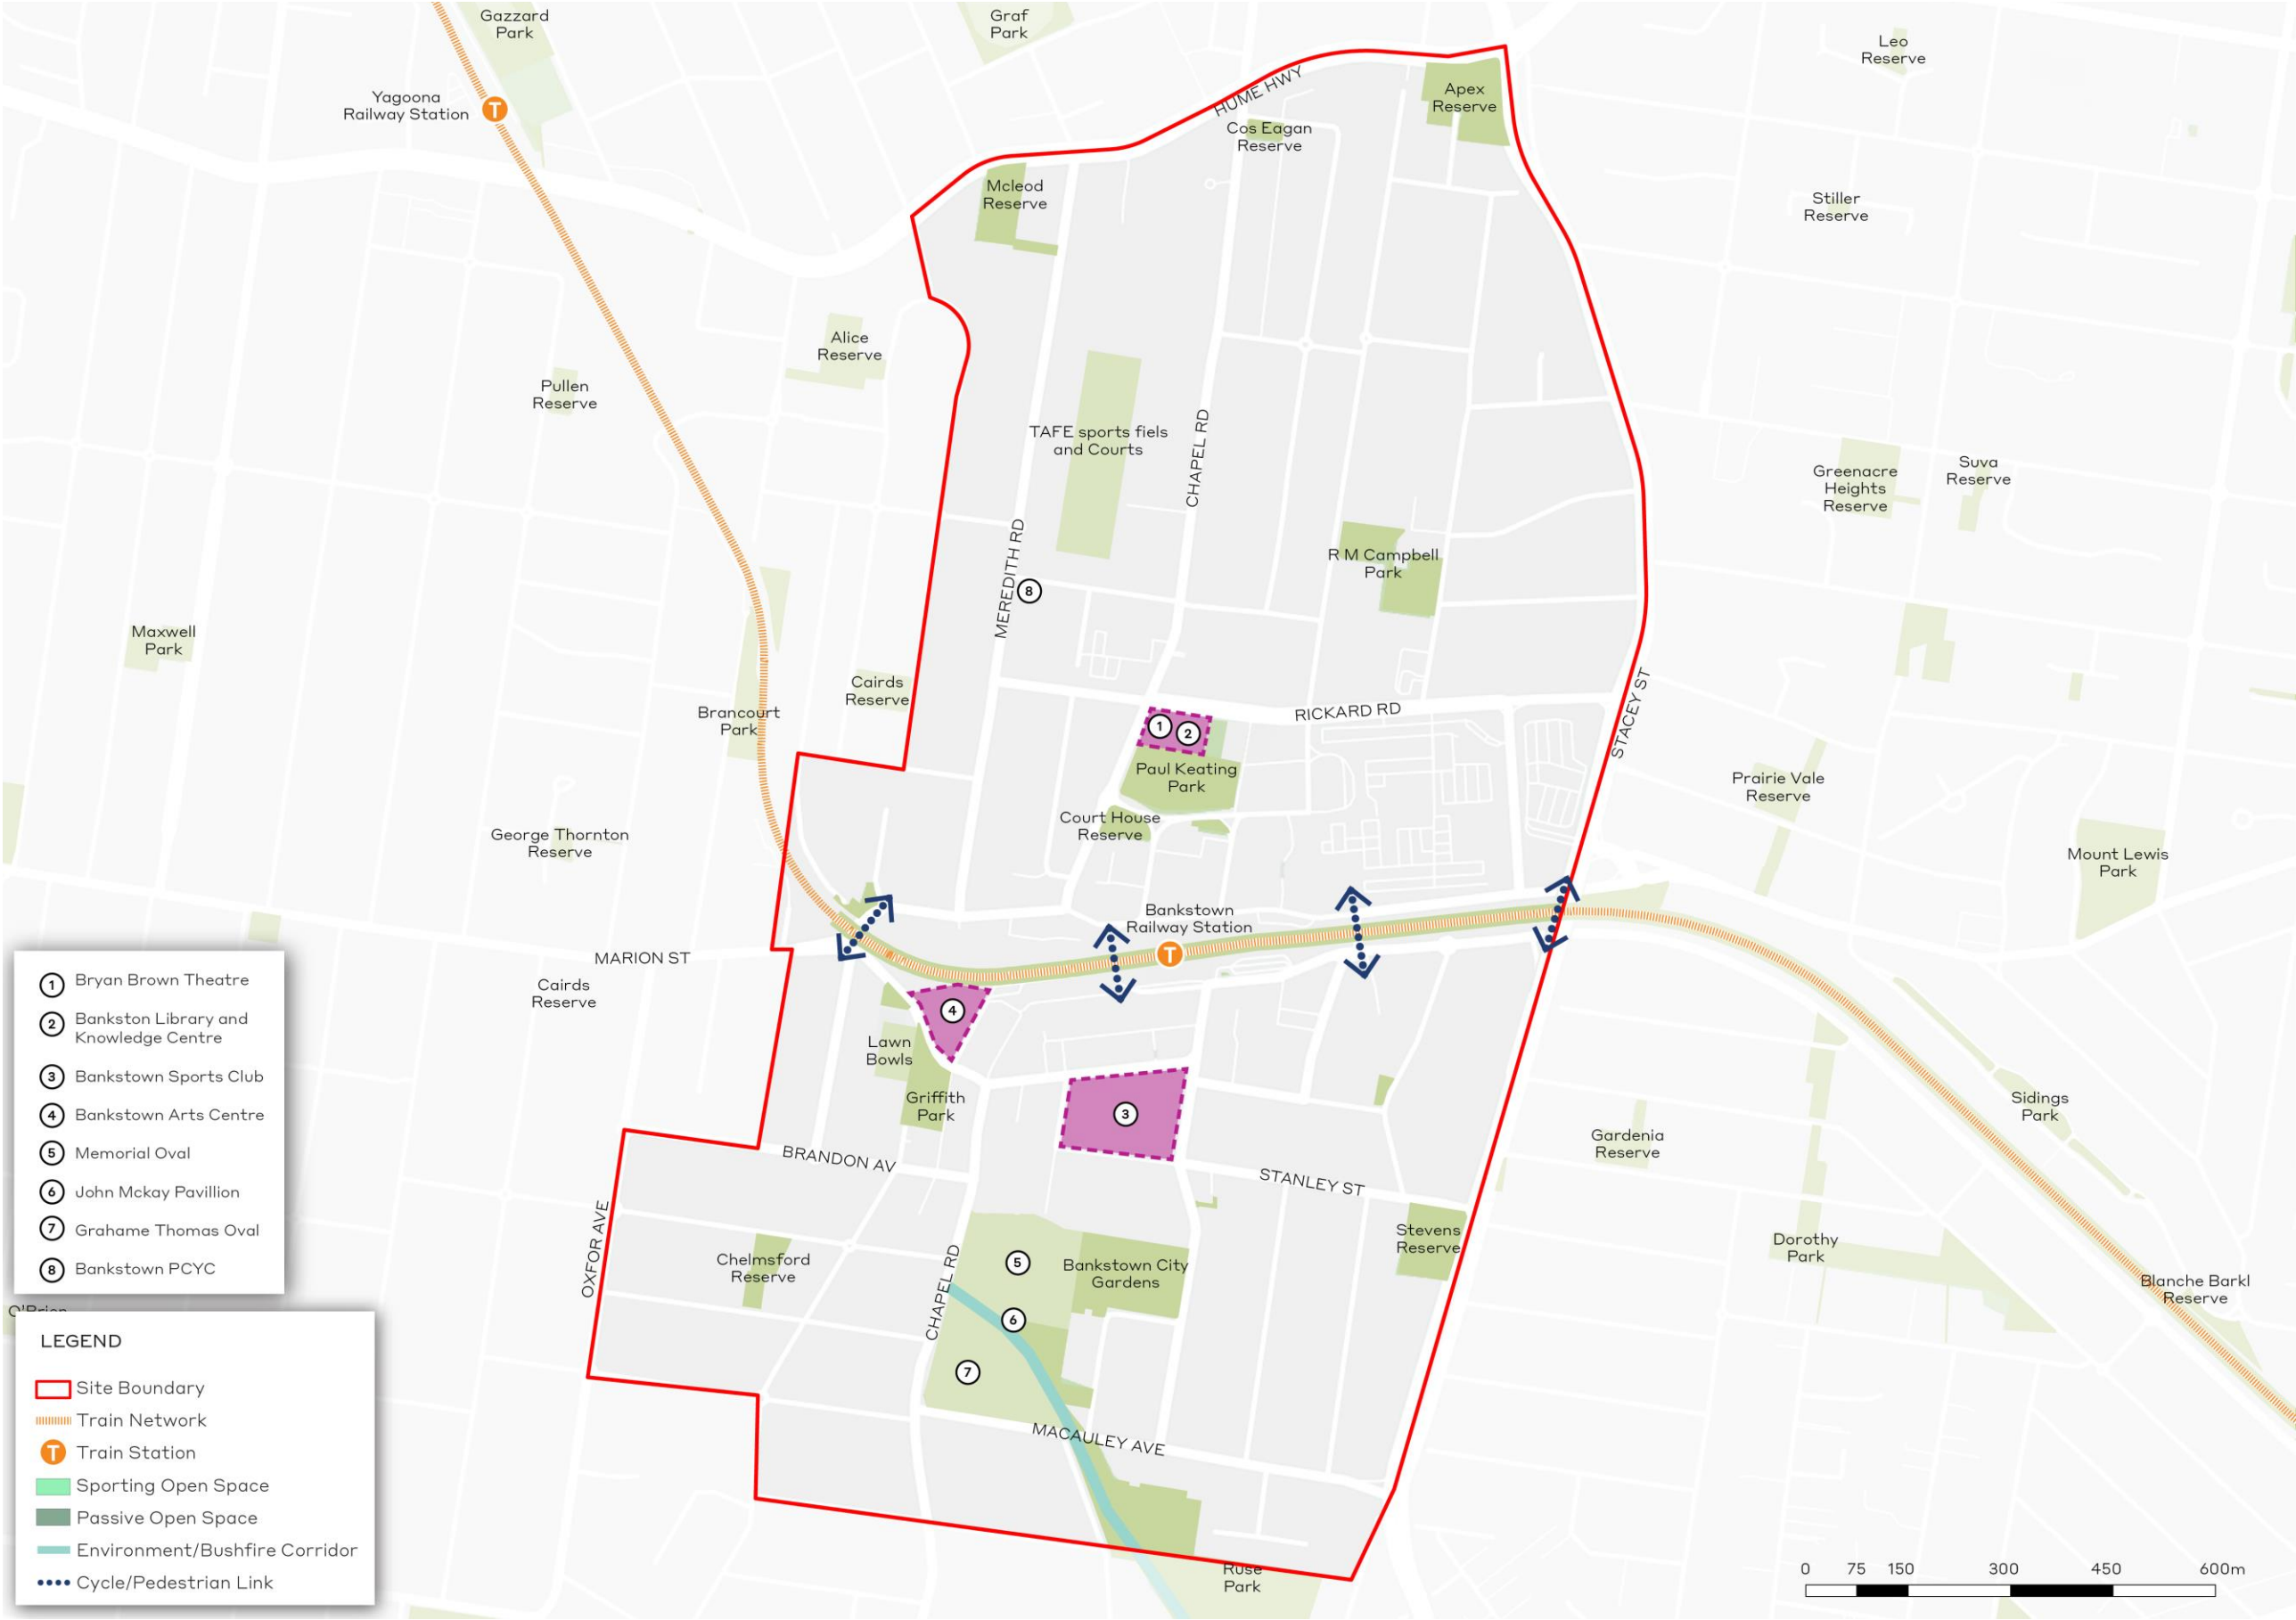 Gazzard
Park
Graf
Park
Leo
Reserve
Yagoona
Railway Station
T
HUME HWY
Apex
Reserve
Cos Eagan
Reserve
Mcleod
Reserve
Stiller
Reserve
Alice
Reserve
Pullen
Reserve
TAFE sports fiels
and Courts
CHAPEL RD
Greenacre
Heights
Reserve
Suva
Reserve
MEREDITH RD
8
R M Campbell
Park
Maxwell
Park
Cairds
Reserve
Brancourt
Park
RICKARD RD
STACEY ST
1
2
Paul Keating
Park
Prairie Vale
Reserve
George Thornton
Reserve
Court House
Reserve
Mount Lewis
Park
Bankstown
Railway Station
T
MARION ST
Cairds
Reserve
4
Lawn
Bowls
Griffith
Park
3
Sidings
Park
Gardenia
Reserve
BRANDON AV
STANLEY ST
OXFOR AVE
Chelmsford
Reserve
CHAPEL RD
5
Bankstown City
Gardens
Stevens
Reserve
Dorothy
Park
Blanche Barkl
Reserve
6
7
MACAULEY AVE
Ruse
Park
1 Bryan Brown Theatre
2 Bankston Library and
Knowledge Centre
3 Bankstown Sports Club
4 Bankstown Arts Centre
5 Memorial Oval
6 John Mckay Pavillion
7 Grahame Thomas Oval
8 Bankstown PCYC
O'Brien
LEGEND
Site Boundary
Train Network
T Train Station
Sporting Open Space
Passive Open Space
Environment/Bushfire Corridor
Cycle/Pedestrian Link
0 75 150 300 450 600m